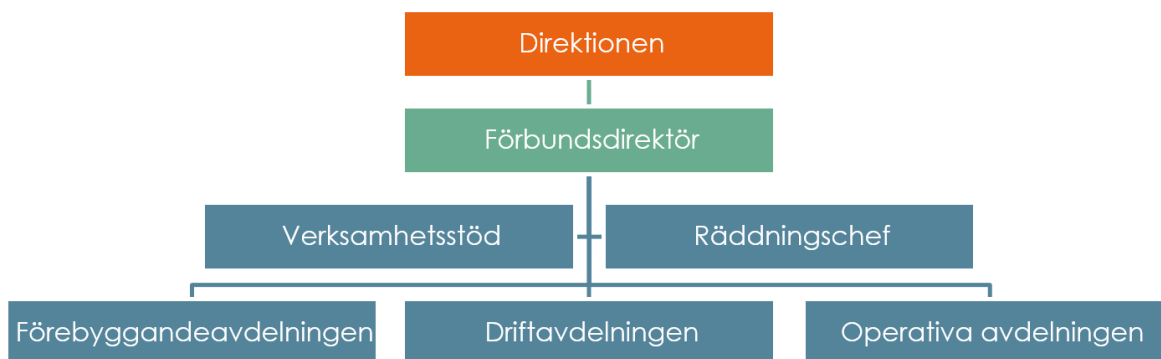 Direktionen
Förbundsdirektör
Verksamhetsstöd
Räddningschef
Förebyggandeavdelningen
Driftavdelningen
Operativa avdelningen